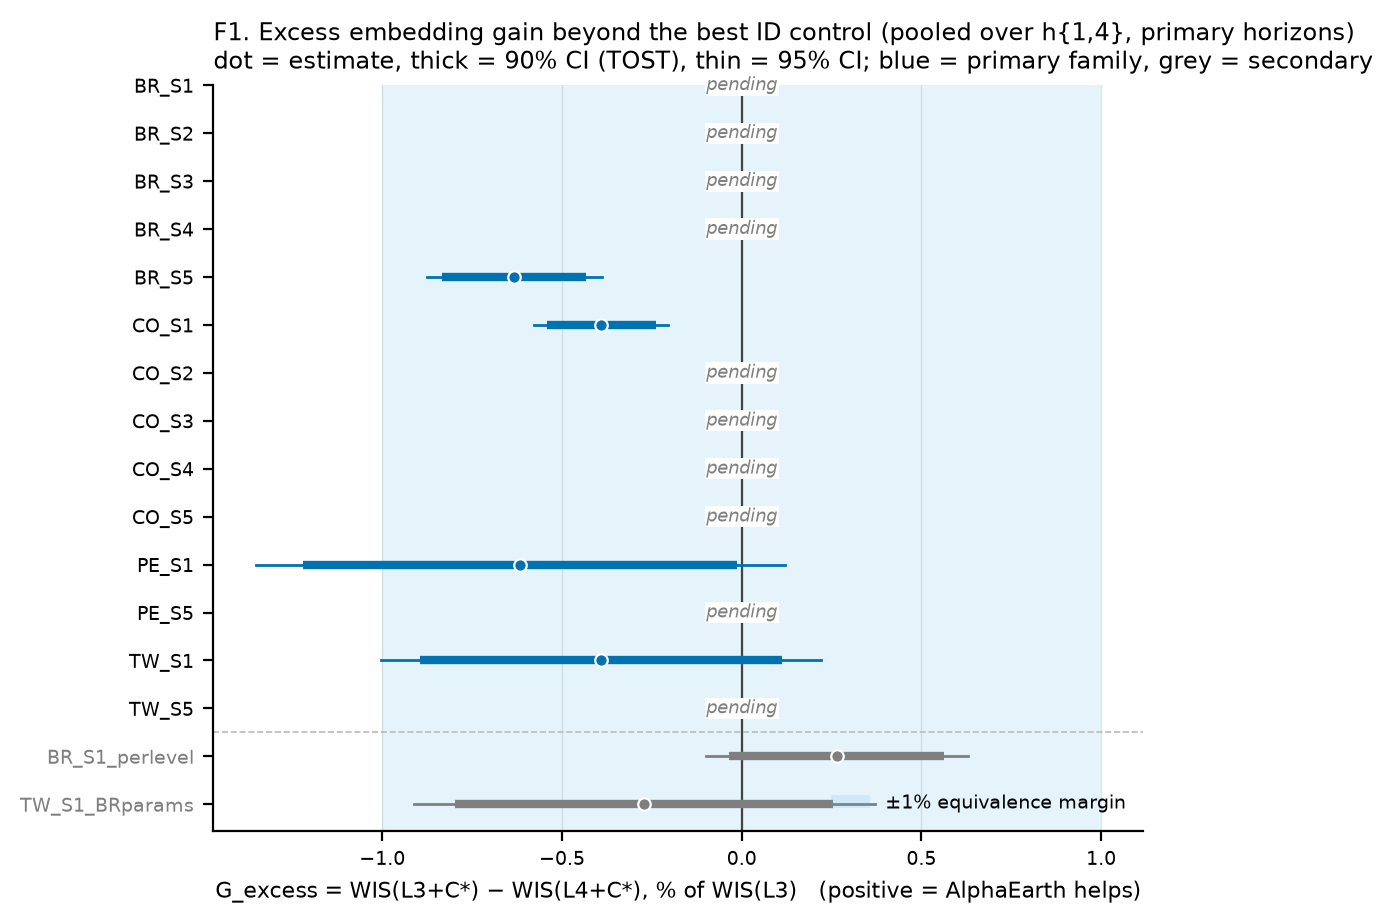 F1. Excess embedding gain beyond the best ID control (pooled over h{1,4}, primary horizons)
dot = estimate, thick = 90% CI (TOST), thin = 95% CI; blue = primary family, grey = secondary
BR_S1 pending
BR_S2 pending
BR_S3 pending
BR_S4 pending
BR_S5
CO_S1
CO_S2 pending
CO_S3 pending
CO_S4 pending
CO_S5 pending
PE_S1
PE_S5 pending
TW_S1
TW_S5 pending
BR_S1_perlevel
TW_S1_BRparams ±1% equivalence margin
−1.0 −0.5 0.0 0.5 1.0
G_excess = WIS(L3+C*) − WIS(L4+C*), % of WIS(L3) (positive = AlphaEarth helps)